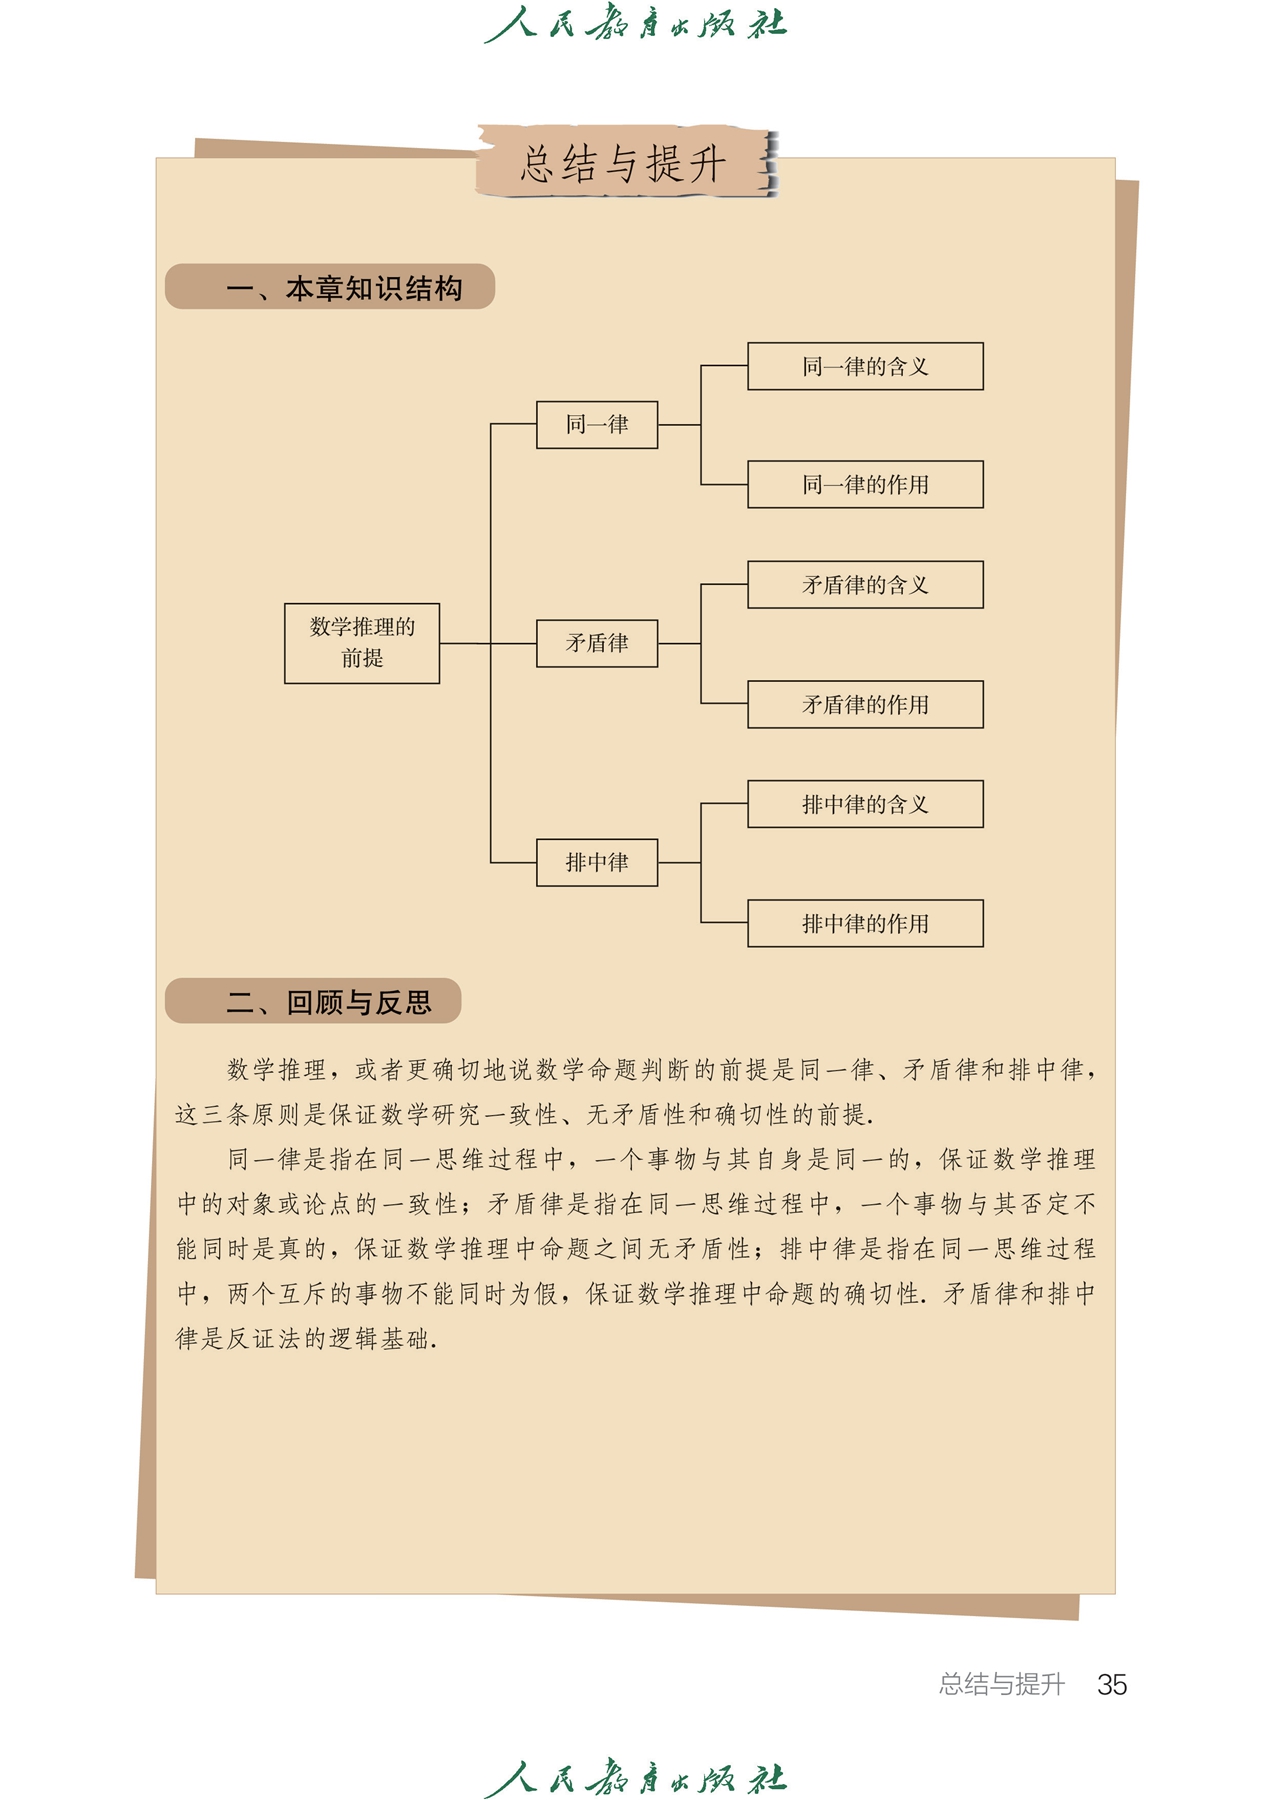 人民教育出版社
总结与提升
一、本章知识结构
同一律的含义
同一律
同一律的作用
矛盾律的含义
数学推理的
前提
矛盾律
矛盾律的作用
排中律的含义
排中律
排中律的作用
二、回顾与反思
数学推理，或者更确切地说数学命题判断的前提是同一律、矛盾律和排中律，
这三条原则是保证数学研究一致性、无矛盾性和确切性的前提.
同一律是指在同一思维过程中，一个事物与其自身是同一的，保证数学推理
中的对象或论点的一致性；矛盾律是指在同一思维过程中，一个事物与其否定不
能同时是真的，保证数学推理中命题之间无矛盾性；排中律是指在同一思维过程
中，两个互斥的事物不能同时为假，保证数学推理中命题的确切性. 矛盾律和排中
律是反证法的逻辑基础.
总结与提升 35
人民教育出版社